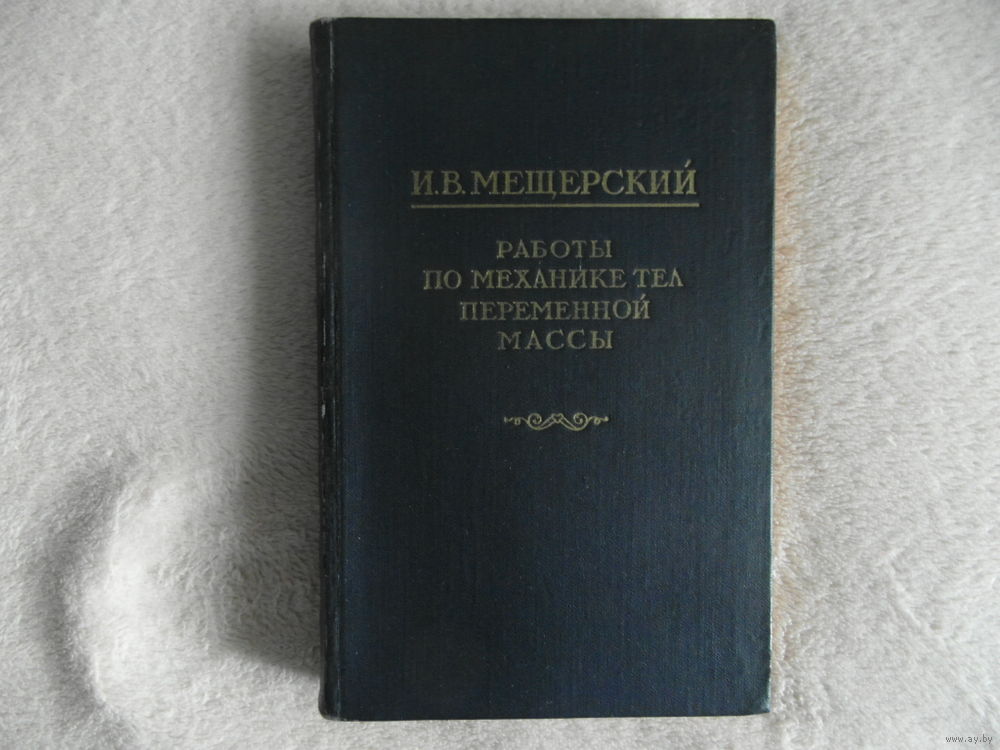 И.В. МЕЩЕРСКИЙ
РАБОТЫ
ПО МЕХАНИКЕ ТЕЛ
ПЕРЕМЕННОЙ
МАССЫ
www.ay.by